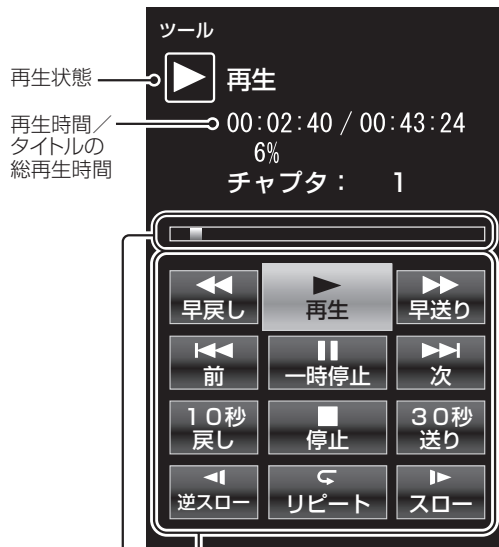 ツール
再生状態
再生
再生時間／
タイトルの
総再生時間
00:02:40 / 00:43:24
6%
チャプタ： 1
早戻し
再生
早送り
前
一時停止
次
10秒
戻し
停止
30秒
送り
逆スロー
リピート
スロー